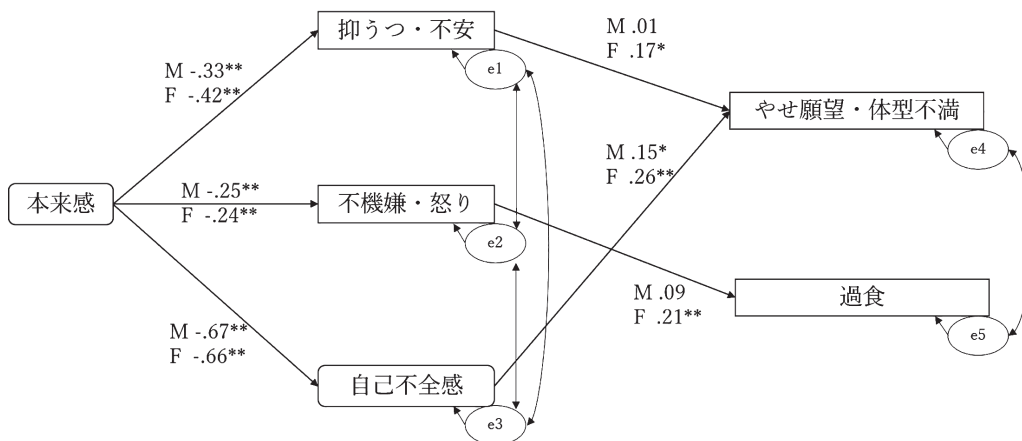 抑うつ・不安
e1
M .01
F .17*
M -.33**
F -.42**
やせ願望・体型不満
e4
M .15*
F .26**
本来感
M -.25**
F -.24**
不機嫌・怒り
e2
過食
e5
M .09
F .21**
M -.67**
F -.66**
自己不全感
e3